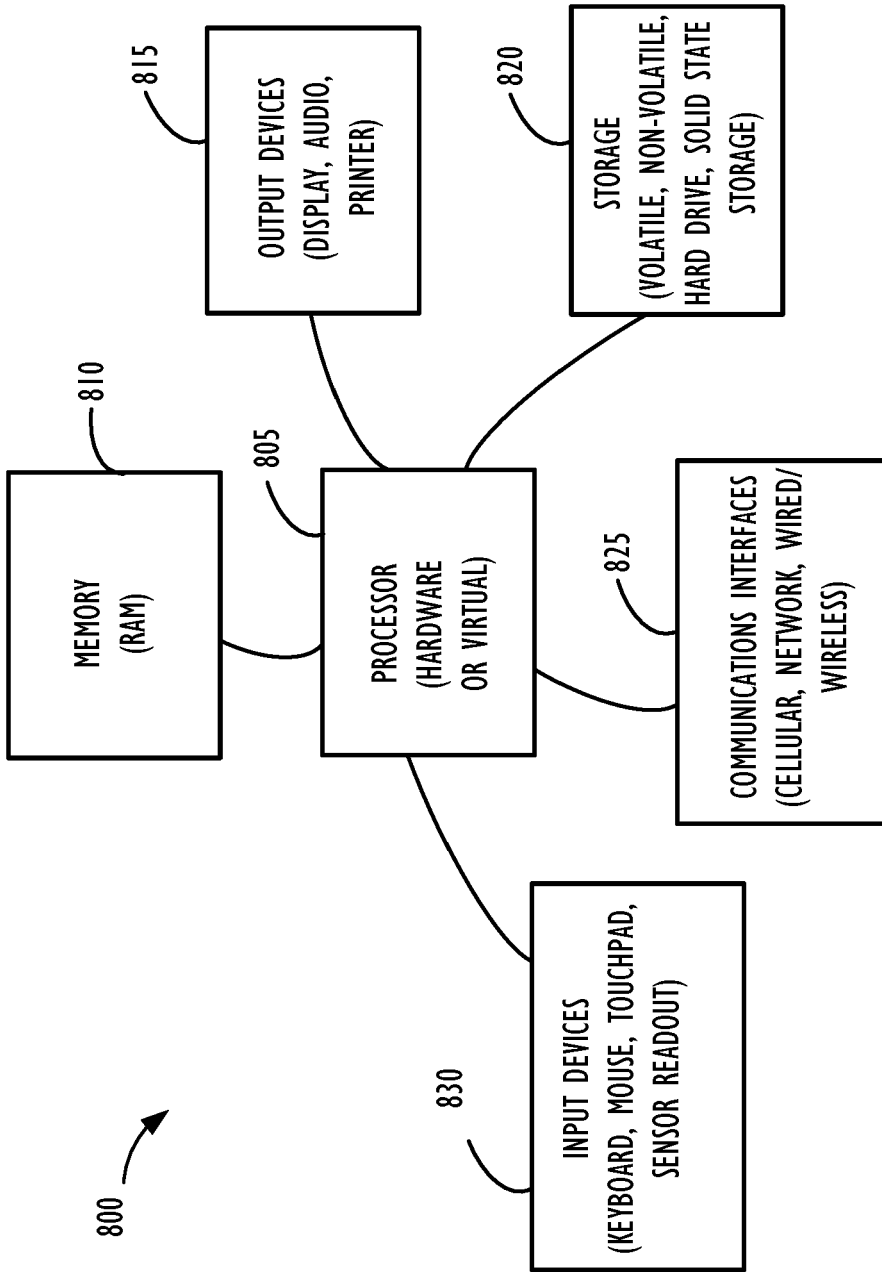 800
MEMORY
(RAM)
810
OUTPUT DEVICES
(DISPLAY, AUDIO,
PRINTER)
815
PROCESSOR
(HARDWARE
OR VIRTUAL)
805
INPUT DEVICES
(KEYBOARD, MOUSE, TOUCHPAD,
SENSOR READOUT)
830
COMMUNICATIONS INTERFACES
(CELLULAR, NETWORK, WIRED/
WIRELESS)
825
STORAGE
(VOLATILE, NON-VOLATILE,
HARD DRIVE, SOLID STATE
STORAGE)
820